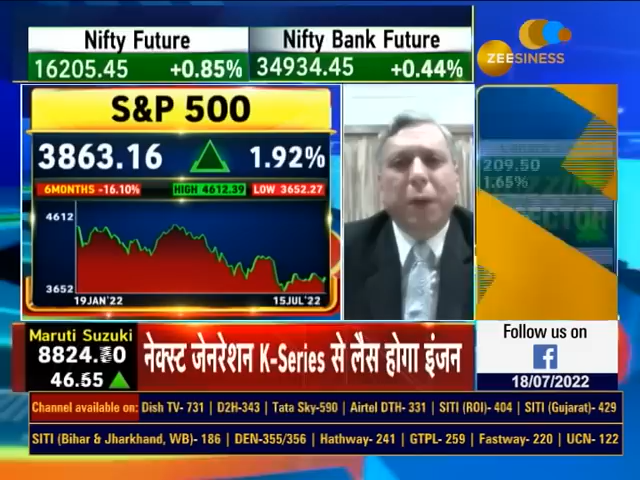 Nifty Future
16205.45 +0.85%
Nifty Bank Future
34934.45 +0.44%
ZEEBSINESS
S&P 500
3863.16 1.92%
6MONTHS -16.10% HIGH 4612.39 LOW 3652.27
4612
3652
19JAN'22 15JUL'22
209.50
1.65%
Maruti Suzuki
46.55
नेक्स्ट जेनरेशन K-Series से लैस होगा इंजन
Follow us on
18/07/2022
Channel available on: Dish TV- 731 | D2H-343 | Tata Sky-590 | Airtel DTH- 331 | SITI (ROI)- 404 | SITI (Gujarat)- 429
SITI (Bihar & Jharkhand, WB)- 186 | DEN-355/356 | Hathway- 241 | GTPL- 259 | Fastway- 220 | UCN- 122